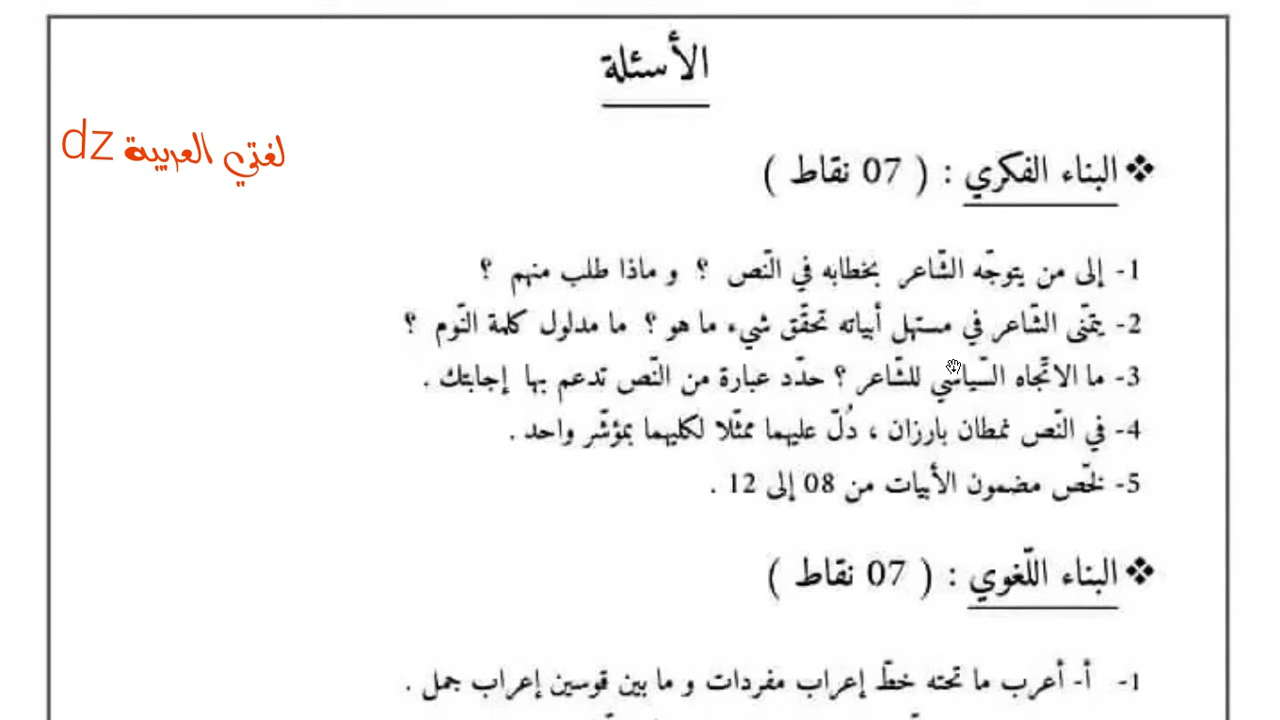 الأسئلة
لغتي العربية dz
❖ البناء الفكري : ( 07 نقاط )
1- إلى من يتوجّه الشّاعر بخطابه في النّص ؟ و ماذا طلب منهم ؟
2- يتمّنى الشّاعر في مستهل أبياته تحقّق شيء ما هو ؟ ما مدلول كلمة النّوم ؟
3- ما الاتّجاه السّياسي للشّاعر ؟ حدّد عبارة من النّص تدعم بها إجابتك .
4- في النّص نمطان بارزان ، دُلّ عليهما ممثّلا لكليهما بمؤشّر واحد .
5- لخّص مضمون الأبيات من 08 إلى 12 .
❖ البناء اللّغوي : ( 07 نقاط )
1- أ- أعرب ما تحته خطّ إعراب مفردات و ما بين قوسين إعراب جمل .